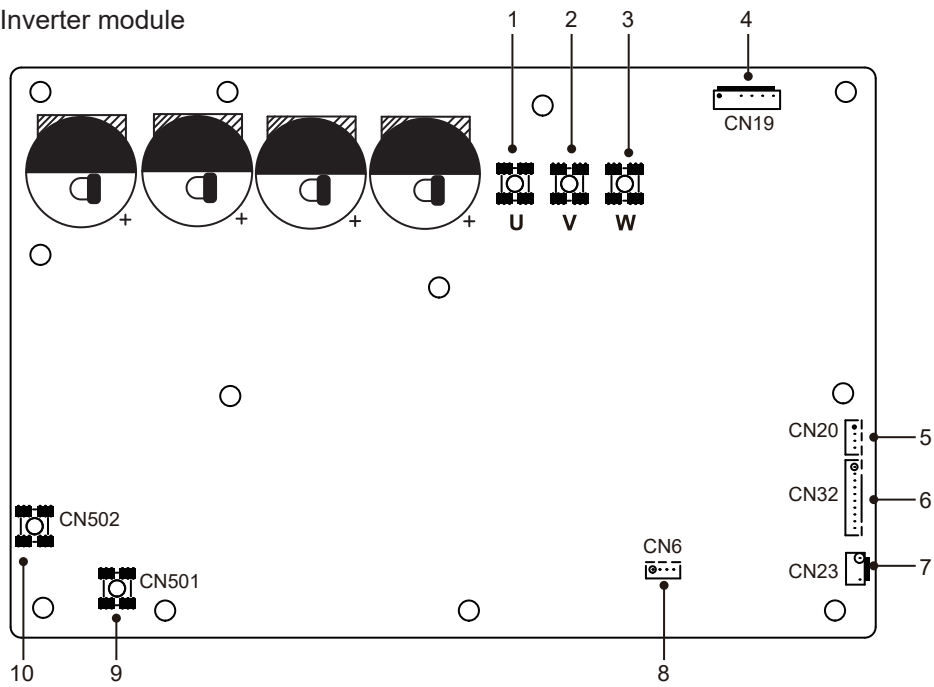 Inverter module
1 2 3 4
CN19
U V W
CN20
5
CN32
6
CN502
CN6
CN501
CN23
7
10 9 8